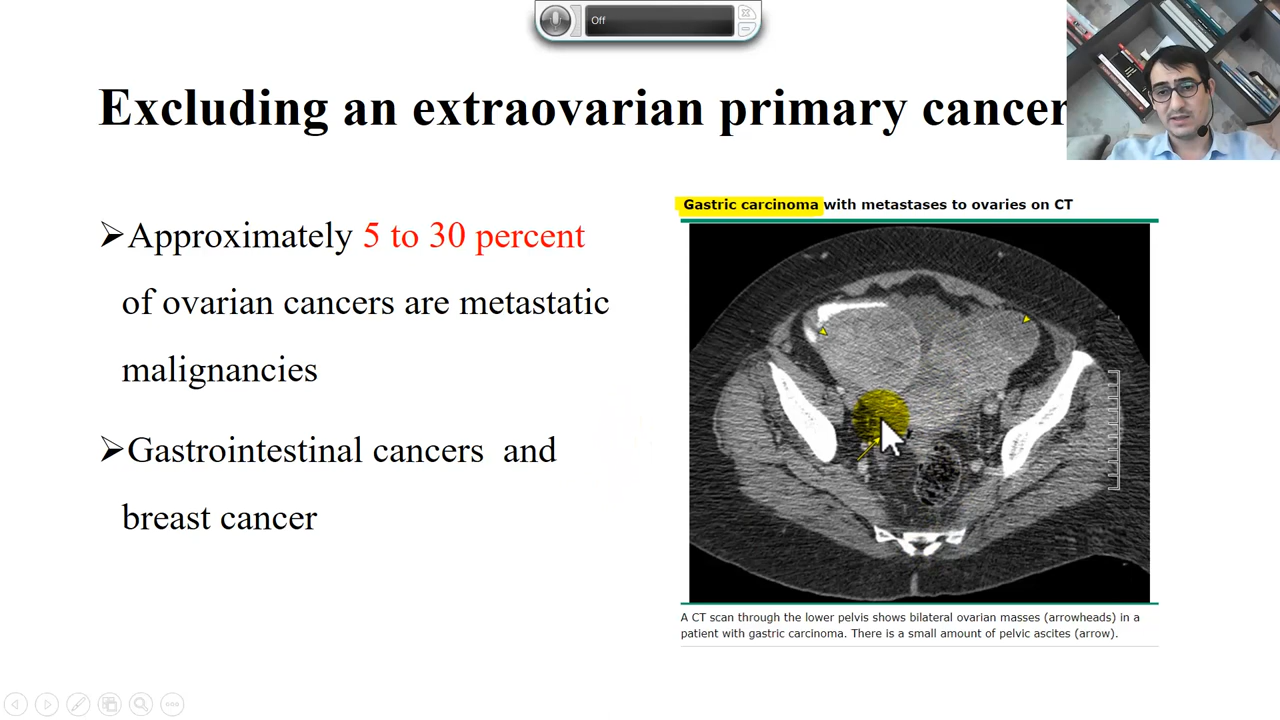 Off
Excluding an extraovarian primary cancer
➢Approximately 5 to 30 percent
of ovarian cancers are metastatic
malignancies
➢Gastrointestinal cancers and
breast cancer
Gastric carcinoma with metastases to ovaries on CT
A CT scan through the lower pelvis shows bilateral ovarian masses (arrowheads) in a
patient with gastric carcinoma. There is a small amount of pelvic ascites (arrow).